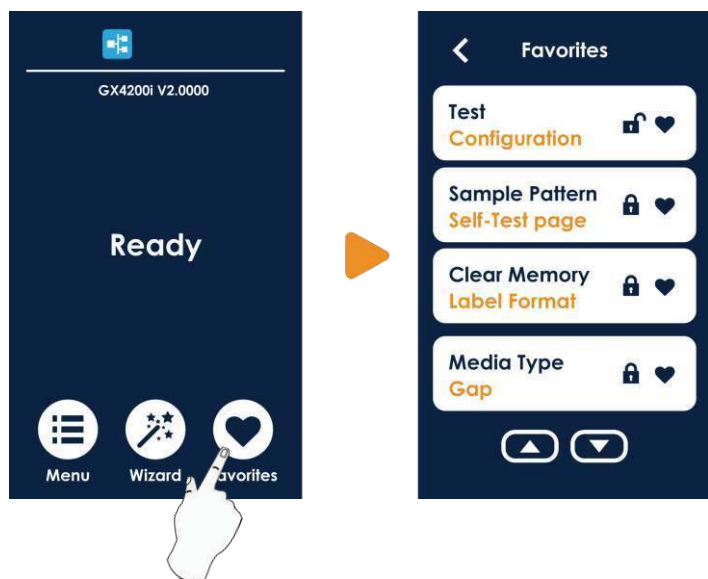 GX4200i V2.0000
Ready
Menu Wizard avorites
Favorites
Test
Configuration
Sample Pattern
Self-Test page
Clear Memory
Label Format
Media Type
Gap